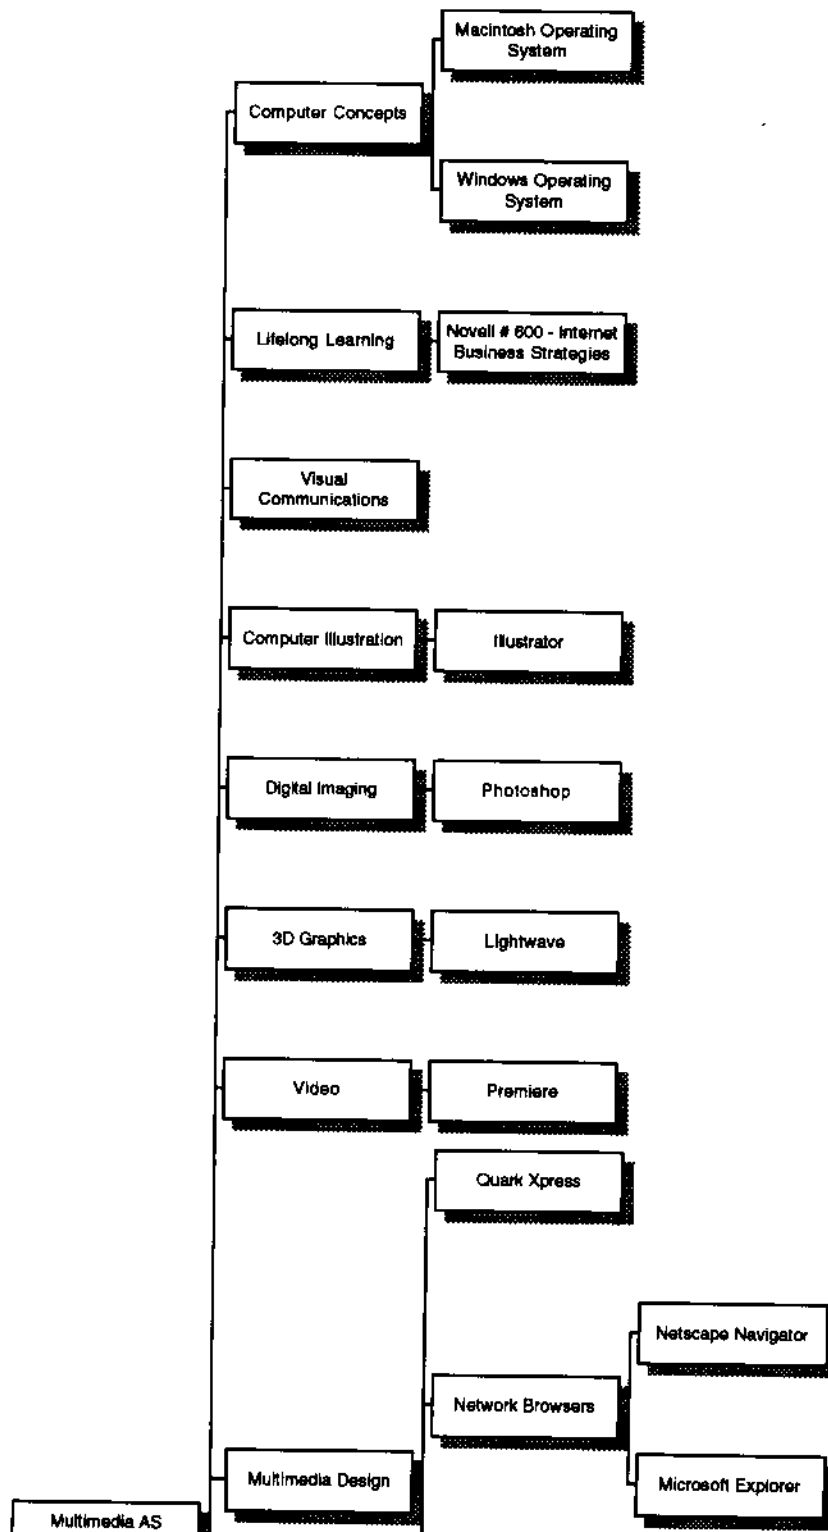 Macintosh Operating
System
Computer Concepts
Windows Operating
System
Lifelong Learning
Novell # 600 - Internet
Business Strategies
Visual
Communications
Computer Illustration
Illustrator
Digital Imaging
Photoshop
3D Graphics
Lightwave
Video
Premiere
Quark Xpress
Netscape Navigator
Network Browsers
Multimedia Design
Microsoft Explorer
Multimedia AS